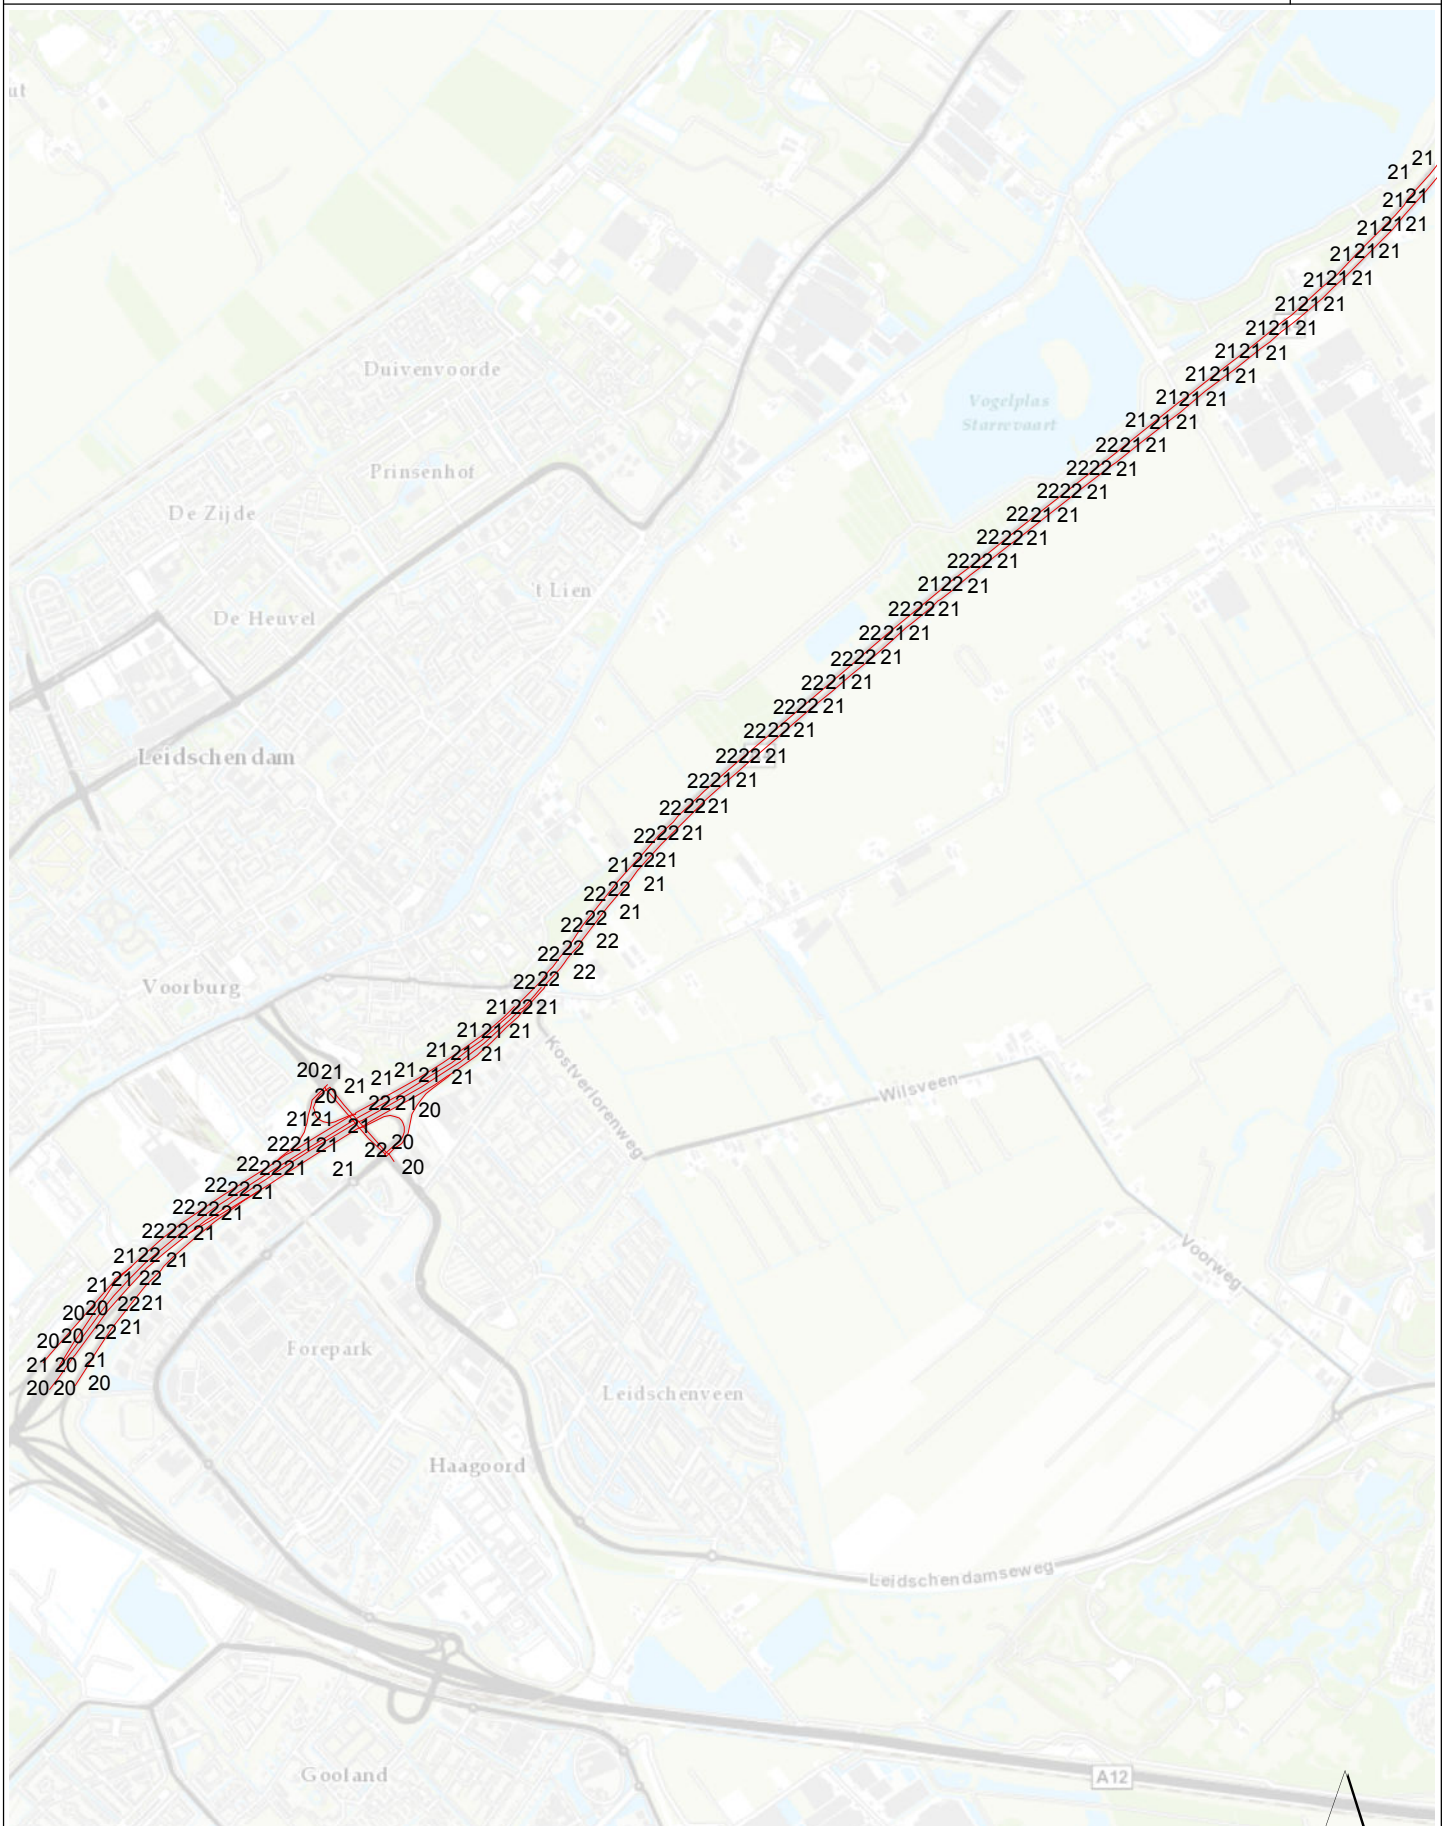 ut
21
21
21 21
21 21 21
21 21 21
21 21 21
21 21 21
21 21 21
21 21 21
Duivenvoorde
21 21 21
Vogelplas
21 21 21
Starrevaart
21 21 21
22 21 21
Prinsenhof
22 22 21
22 22 21
De Zijde
22 21 21
22 22 21
22 22 21
21 22 21
't Lien
22 22 21
De Heuvel
22 21 21
22 22 21
22 21 21
22 22 21
22 22 21
Leidschendam
22 22 21
22 21 21
22 22 21
22 22 21
21 22 21
22 22 21
22 22 21
22 22 22
22 22 22
Voorburg
21 22 21
21 21 21
21 21 21
Kostverlorenweg
20 21 21 21 21 21 21
Wilsveen
20 22 21 20
21 21 21
22 21 21 22 20
22 22 21 21 20
22 22 21
22 22 21
22 22 21
Voorweg
21 22 21
21 21 22
20 20 22 21
20 20 22 21
Forepark
21 20 21
20 20 20
Leidschenveen
Haagoord
Leidschendamseweg
Gooland
A12